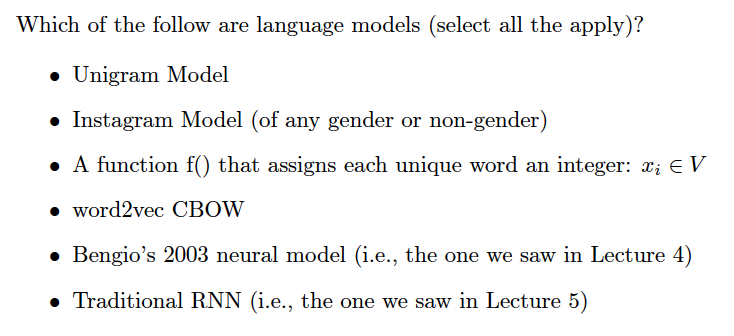 Which of the follow are language models (select all the apply)?
• Unigram Model
• Instagram Model (of any gender or non-gender)
• A function f() that assigns each unique word an integer: xᵢ ∈ V
• word2vec CBOW
• Bengio's 2003 neural model (i.e., the one we saw in Lecture 4)
• Traditional RNN (i.e., the one we saw in Lecture 5)